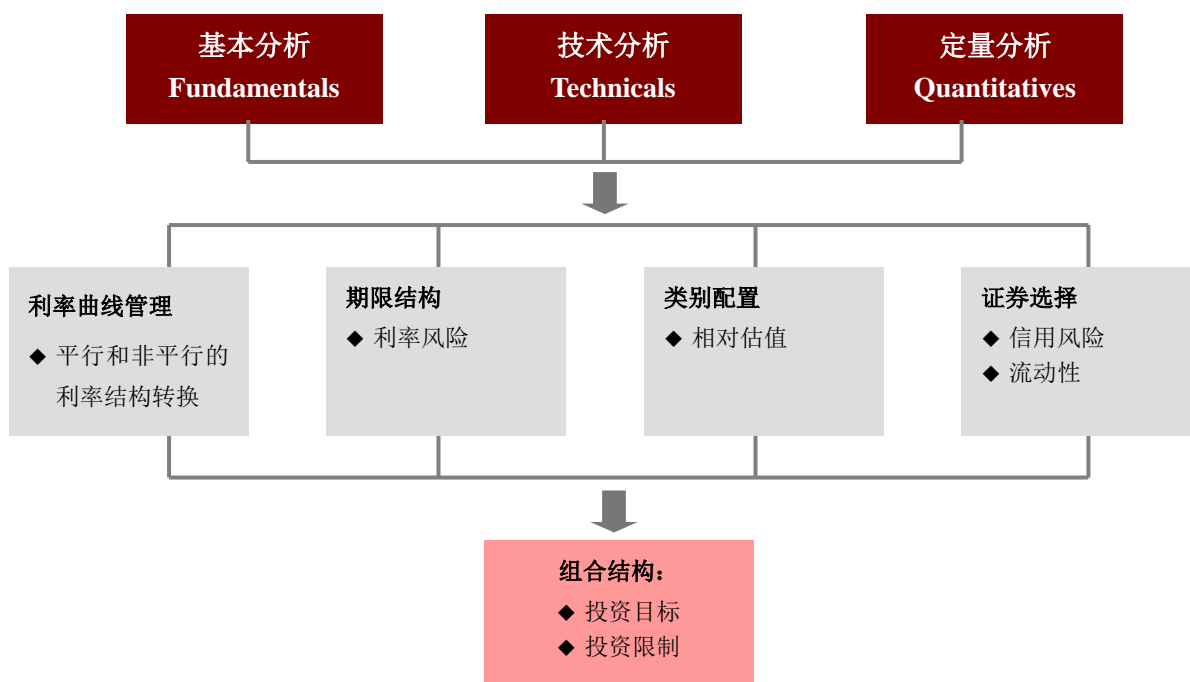 基本分析
Fundamentals
技术分析
Technicals
定量分析
Quantitatives
利率曲线管理
◆ 平行和非平行的
利率结构转换
期限结构
◆ 利率风险
类别配置
◆ 相对估值
证券选择
◆ 信用风险
◆ 流动性
组合结构：
◆ 投资目标
◆ 投资限制